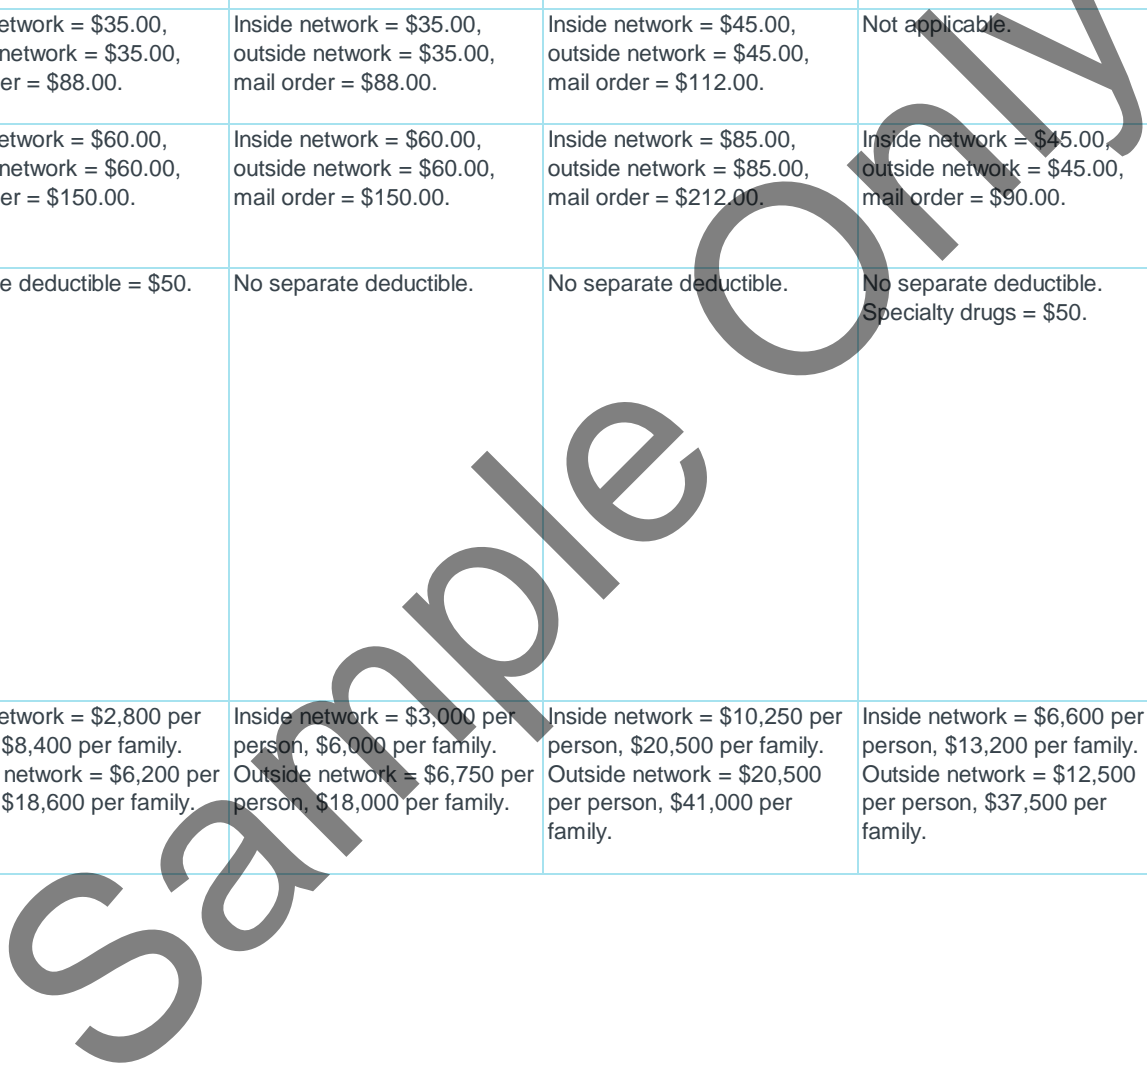 etwork = $35.00,
network = $35.00,
er = $88.00.
Inside network = $35.00,
outside network = $35.00,
mail order = $88.00.
Inside network = $45.00,
outside network = $45.00,
mail order = $112.00.
Not applicable.
etwork = $60.00,
network = $60.00,
er = $150.00.
Inside network = $60.00,
outside network = $60.00,
mail order = $150.00.
Inside network = $85.00,
outside network = $85.00,
mail order = $212.00.
Inside network = $45.00,
outside network = $45.00,
mail order = $90.00.
e deductible = $50.
No separate deductible.
No separate deductible.
No separate deductible.
Specialty drugs = $50.
etwork = $2,800 per
$8,400 per family.
network = $6,200 per
$18,600 per family.
Inside network = $3,000 per
person, $6,000 per family.
Outside network = $6,750 per
person, $18,000 per family.
Inside network = $10,250 per
person, $20,500 per family.
Outside network = $20,500
per person, $41,000 per
family.
Inside network = $6,600 per
person, $13,200 per family.
Outside network = $12,500
per person, $37,500 per
family.
Sample Only